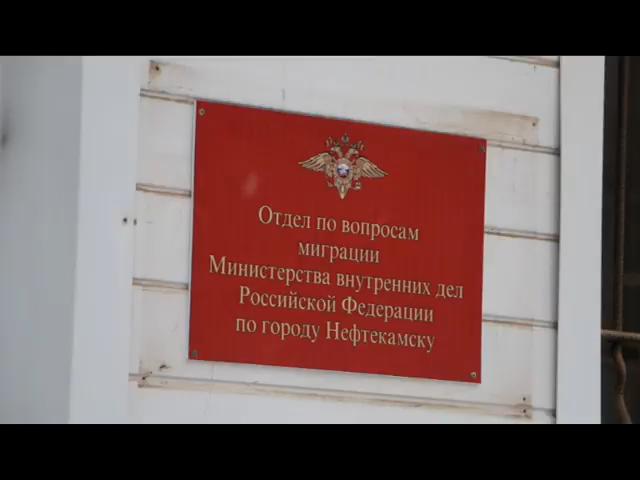 Отдел по вопросам
миграции
Министерства внутренних дел
Российской Федерации
по городу Нефтекамску